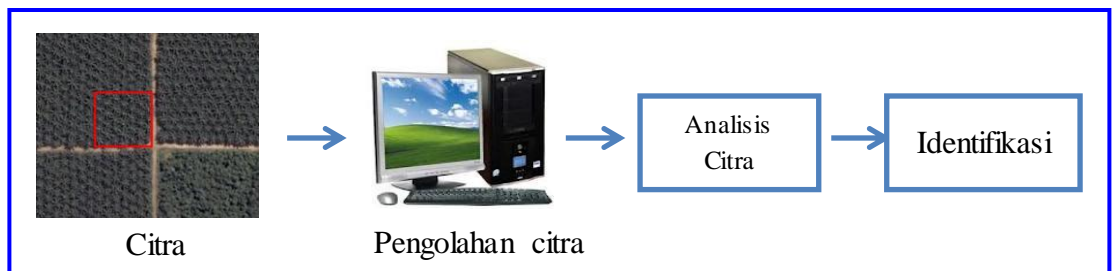 Citra
Pengolahan citra
Analisis
Citra
Identifikasi